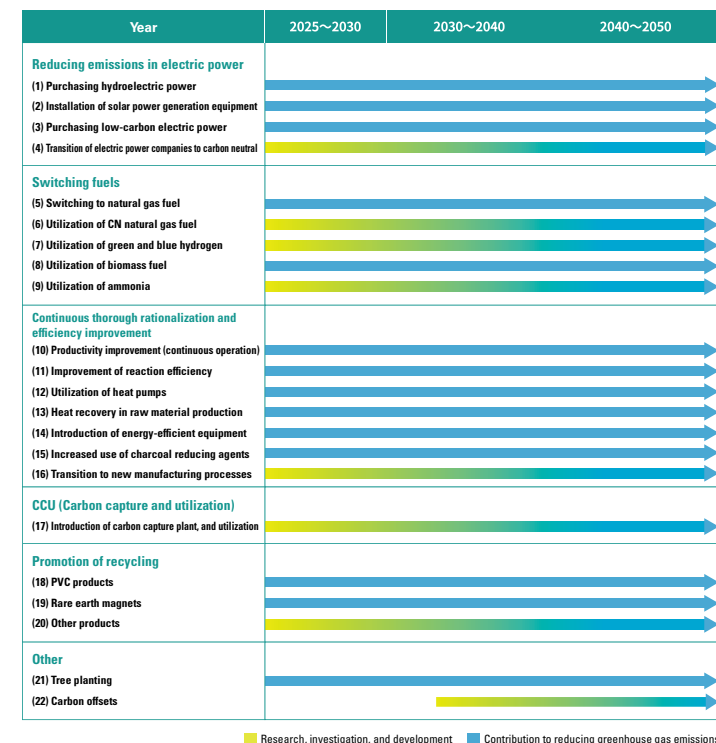 Year 2025～2030 2030～2040 2040～2050
Reducing emissions in electric power
(1) Purchasing hydroelectric power
(2) Installation of solar power generation equipment
(3) Purchasing low-carbon electric power
(4) Transition of electric power companies to carbon neutral
Switching fuels
(5) Switching to natural gas fuel
(6) Utilization of CN natural gas fuel
(7) Utilization of green and blue hydrogen
(8) Utilization of biomass fuel
(9) Utilization of ammonia
Continuous thorough rationalization and
efficiency improvement
(10) Productivity improvement (continuous operation)
(11) Improvement of reaction efficiency
(12) Utilization of heat pumps
(13) Heat recovery in raw material production
(14) Introduction of energy-efficient equipment
(15) Increased use of charcoal reducing agents
(16) Transition to new manufacturing processes
CCU (Carbon capture and utilization)
(17) Introduction of carbon capture plant, and utilization
Promotion of recycling
(18) PVC products
(19) Rare earth magnets
(20) Other products
Other
(21) Tree planting
(22) Carbon offsets
Research, investigation, and development Contribution to reducing greenhouse gas emissions